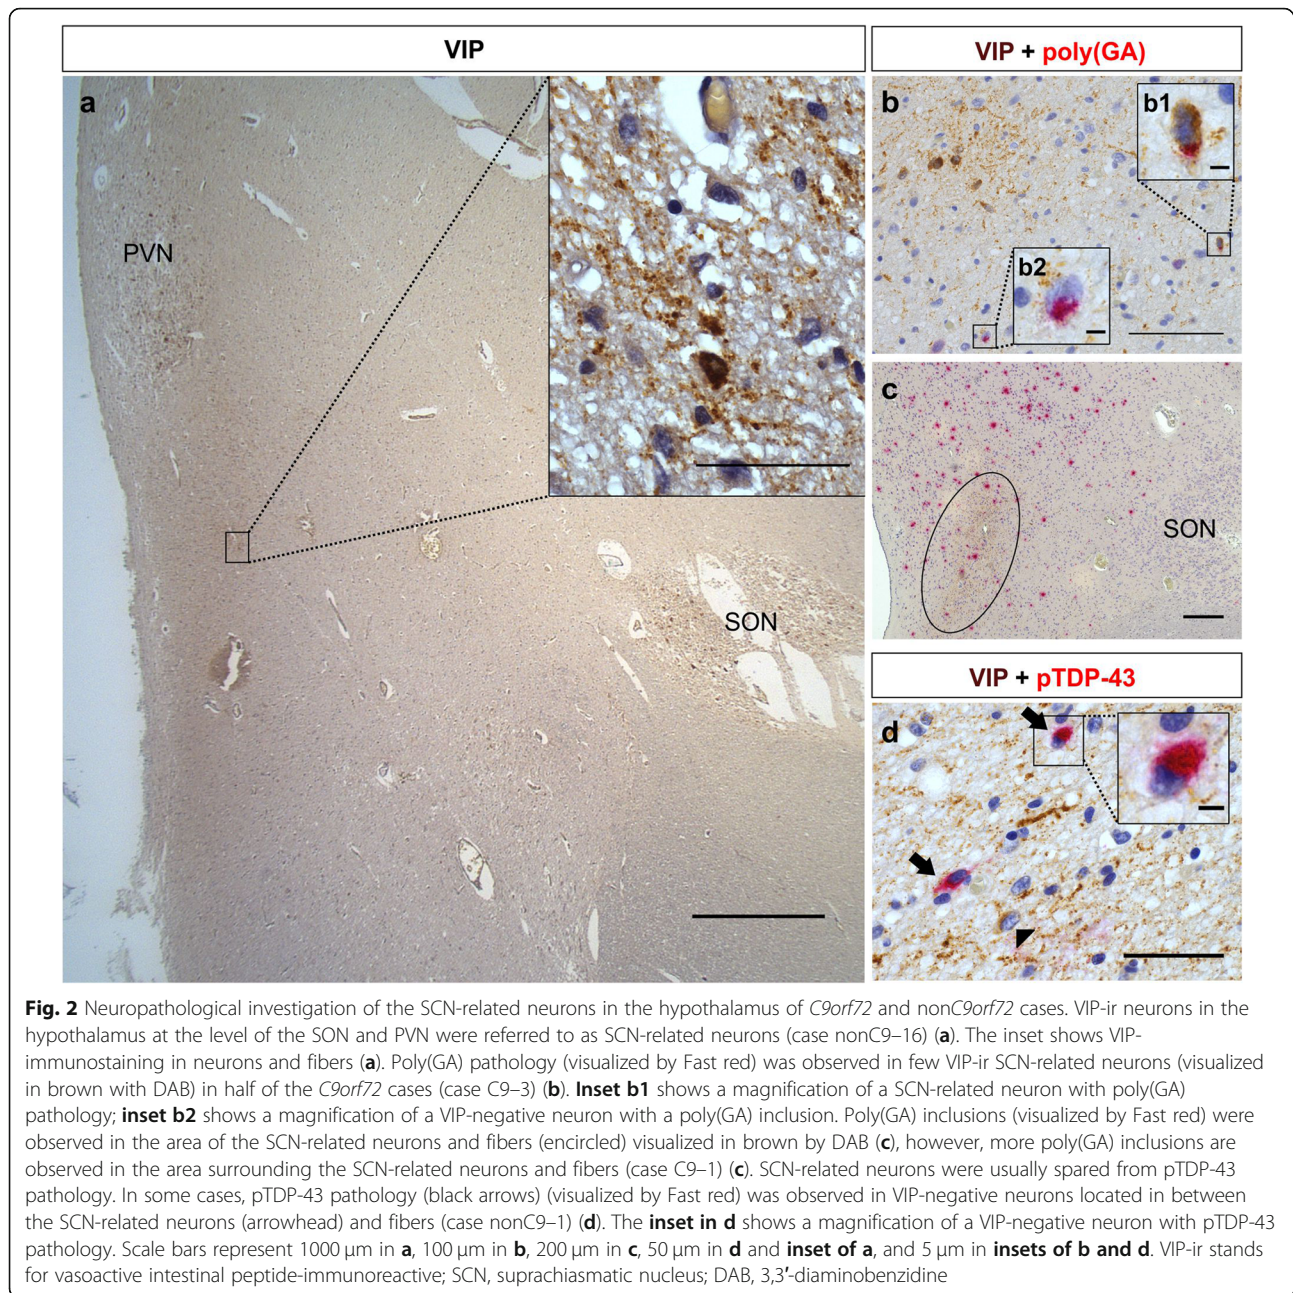 VIP
a
PVN
SON
VIP + poly(GA)
b
b1
b2
c
SON
VIP + pTDP-43
d
Fig. 2 Neuropathological investigation of the SCN-related neurons in the hypothalamus of C9orf72 and nonC9orf72 cases. VIP-ir neurons in the
hypothalamus at the level of the SON and PVN were referred to as SCN-related neurons (case nonC9–16) (a). The inset shows VIP-
immunostaining in neurons and fibers (a). Poly(GA) pathology (visualized by Fast red) was observed in few VIP-ir SCN-related neurons (visualized
in brown with DAB) in half of the C9orf72 cases (case C9–3) (b). Inset b1 shows a magnification of a SCN-related neuron with poly(GA)
pathology; inset b2 shows a magnification of a VIP-negative neuron with a poly(GA) inclusion. Poly(GA) inclusions (visualized by Fast red) were
observed in the area of the SCN-related neurons and fibers (encircled) visualized in brown by DAB (c), however, more poly(GA) inclusions are
observed in the area surrounding the SCN-related neurons and fibers (case C9–1) (c). SCN-related neurons were usually spared from pTDP-43
pathology. In some cases, pTDP-43 pathology (black arrows) (visualized by Fast red) was observed in VIP-negative neurons located in between
the SCN-related neurons (arrowhead) and fibers (case nonC9–1) (d). The inset in d shows a magnification of a VIP-negative neuron with pTDP-43
pathology. Scale bars represent 1000 μm in a, 100 μm in b, 200 μm in c, 50 μm in d and inset of a, and 5 μm in insets of b and d. VIP-ir stands
for vasoactive intestinal peptide-immunoreactive; SCN, suprachiasmatic nucleus; DAB, 3,3′-diaminobenzidine